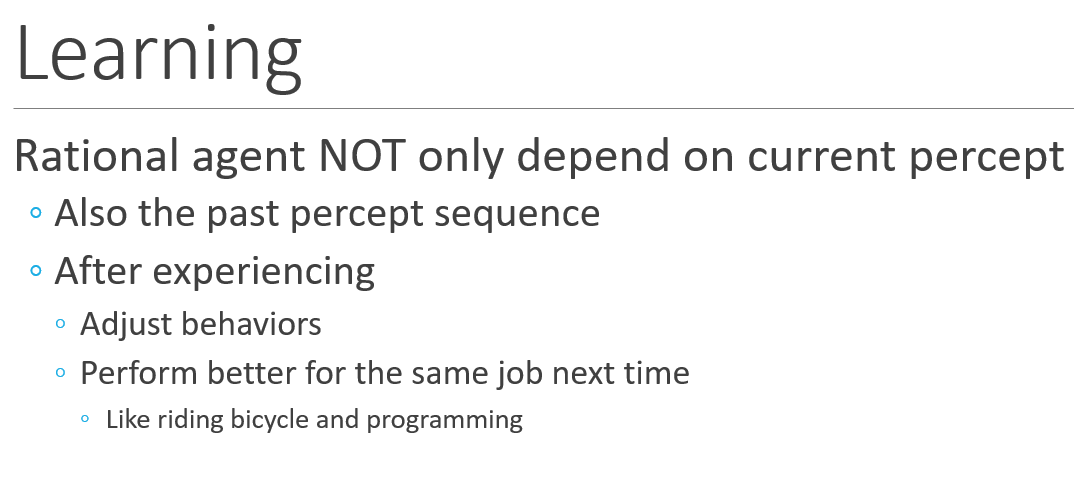 Learning
Rational agent NOT only depend on current percept
Also the past percept sequence
After experiencing
Adjust behaviors
Perform better for the same job next time
Like riding bicycle and programming